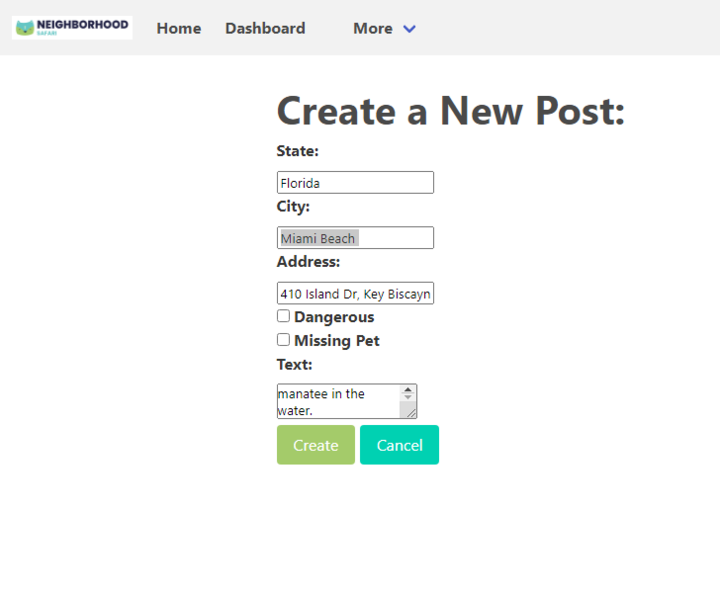 NEIGHBORHOOD
SAFARI
Home Dashboard More
Create a New Post:
State:
Florida
City:
Miami Beach
Address:
410 Island Dr, Key Biscayn
Dangerous
Missing Pet
Text:
manatee in the
water.
Create Cancel